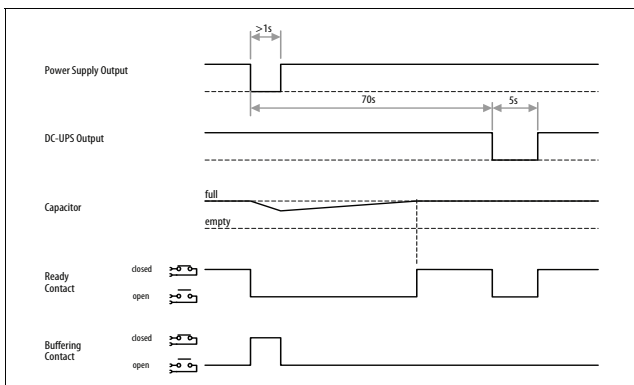 >1s
Power Supply Output
70s
5s
DC-UPS Output
full
Capacitor
empty
closed
Ready
Contact
open
closed
Buffering
Contact
open